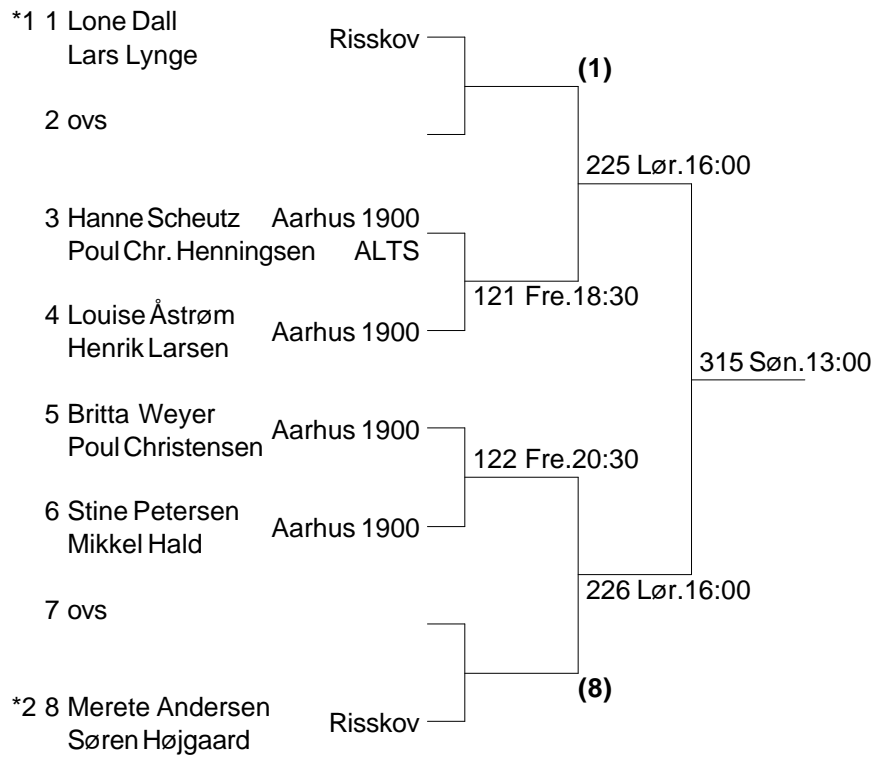 *1 1 Lone Dall
Lars Lynge
Risskov
(1)
2 ovs
225 Lør.16:00
3 Hanne Scheutz Aarhus 1900
Poul Chr. Henningsen ALTS
121 Fre.18:30
4 Louise Åstrøm
Henrik Larsen
Aarhus 1900
315 Søn.13:00
5 Britta Weyer
Poul Christensen
Aarhus 1900
122 Fre.20:30
6 Stine Petersen
Mikkel Hald
Aarhus 1900
226 Lør.16:00
7 ovs
(8)
*2 8 Merete Andersen
Søren Højgaard
Risskov